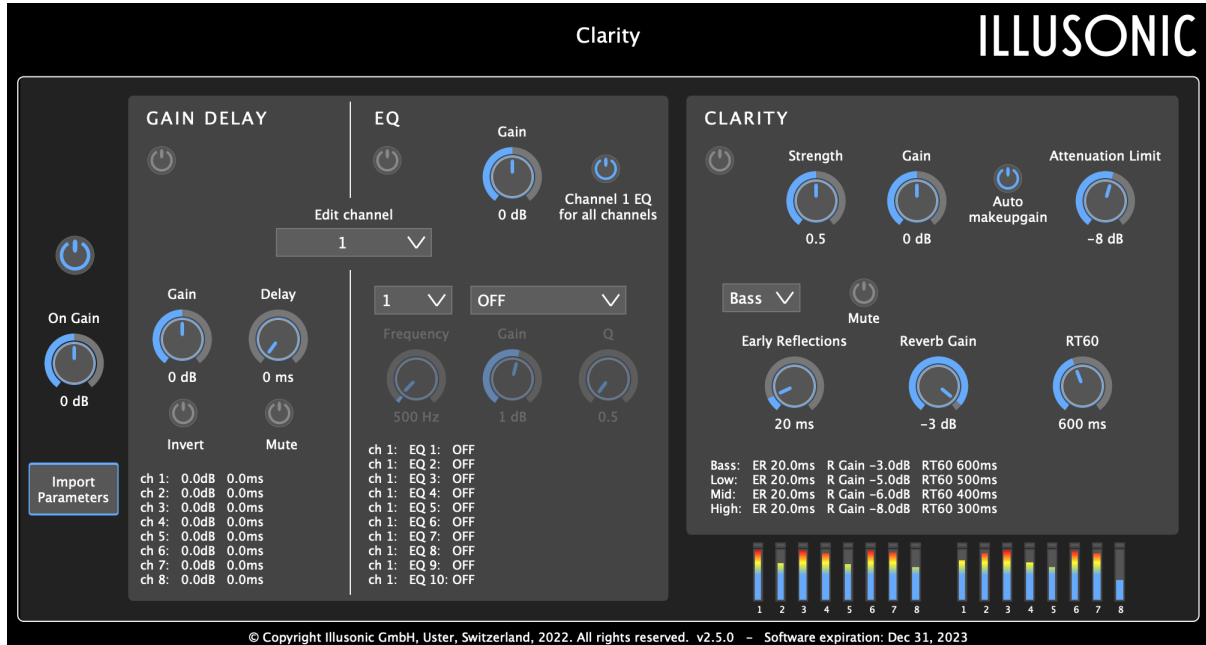 Clarity
ILLUSONIC
On Gain
0 dB
Import
Parameters
GAIN DELAY
EQ
Gain
0 dB
Channel 1 EQ
for all channels
Edit channel
1
Gain
0 dB
Delay
0 ms
Invert
Mute
ch 1: 0.0dB 0.0ms
ch 2: 0.0dB 0.0ms
ch 3: 0.0dB 0.0ms
ch 4: 0.0dB 0.0ms
ch 5: 0.0dB 0.0ms
ch 6: 0.0dB 0.0ms
ch 7: 0.0dB 0.0ms
ch 8: 0.0dB 0.0ms
1
OFF
Frequency
500 Hz
Gain
1 dB
Q
0.5
ch 1: EQ 1: OFF
ch 1: EQ 2: OFF
ch 1: EQ 3: OFF
ch 1: EQ 4: OFF
ch 1: EQ 5: OFF
ch 1: EQ 6: OFF
ch 1: EQ 7: OFF
ch 1: EQ 8: OFF
ch 1: EQ 9: OFF
ch 1: EQ 10: OFF
CLARITY
Strength
0.5
Gain
0 dB
Auto
makeupgain
Attenuation Limit
−8 dB
Bass
Mute
Early Reflections
20 ms
Reverb Gain
−3 dB
RT60
600 ms
Bass: ER 20.0ms R Gain −3.0dB RT60 600ms
Low: ER 20.0ms R Gain −5.0dB RT60 500ms
Mid: ER 20.0ms R Gain −6.0dB RT60 400ms
High: ER 20.0ms R Gain −8.0dB RT60 300ms
1 2 3 4 5 6 7 8 1 2 3 4 5 6 7 8
© Copyright Illusonic GmbH, Uster, Switzerland, 2022. All rights reserved. v2.5.0 – Software expiration: Dec 31, 2023